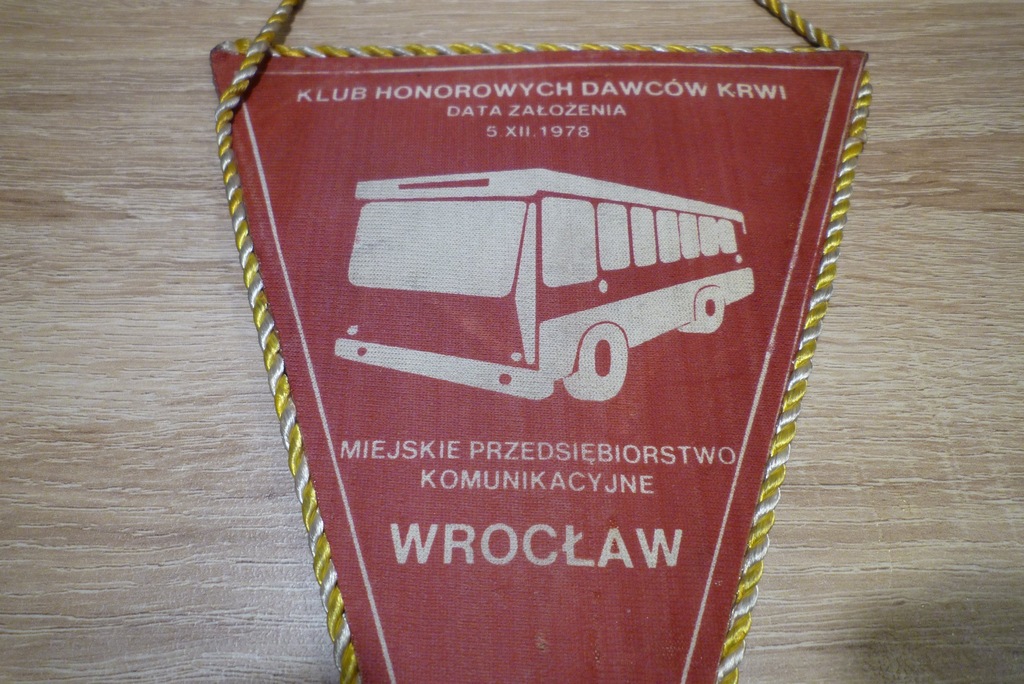 KLUB HONOROWYCH DAWCÓW KRWI
DATA ZAŁOŻENIA
5 XII. 1978
MIEJSKIE PRZEDSIĘBIORSTWO
KOMUNIKACYJNE
WROCŁAW